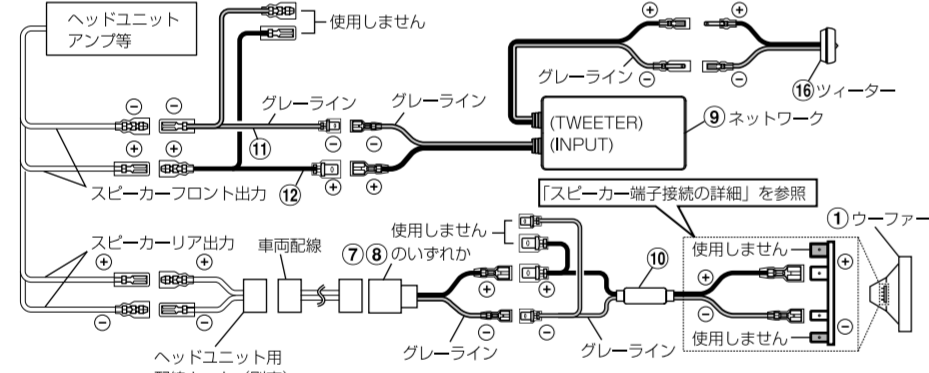 ヘッドユニット
アンプ等
使用しません
⊕
⊕
グレーライン
⊖
⊖
⑯ツィーター
⊖
⊖
グレーライン
グレーライン
⑪
⊖
⊖
(TWEETER)
(INPUT)
⑨ネットワーク
⊕
⊕
⑫
⊕
⊕
スピーカーフロント出力
「スピーカー端子接続の詳細」を参照
①ウーファー
スピーカーリア出力
車両配線
⑦⑧のいずれか
使用しません
⑩
使用しません
⊕
⊕
⊕
⊕
⊕
⊖
⊖
⊖
⊖
⊖
使用しません
グレーライン
グレーライン
ヘッドユニット用